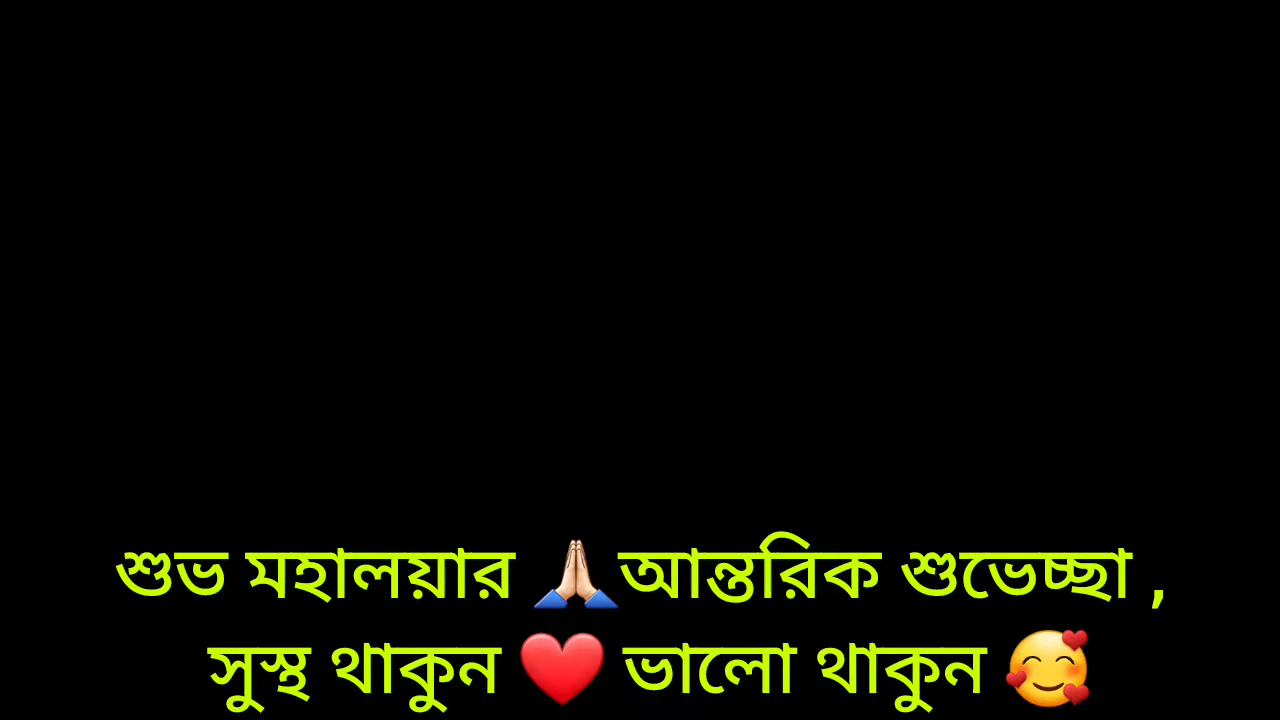 শুভ মহালয়ার 🙏🏻আন্তরিক শুভেচ্ছা ,
সুস্থ থাকুন ❤️ ভালো থাকুন 🥰